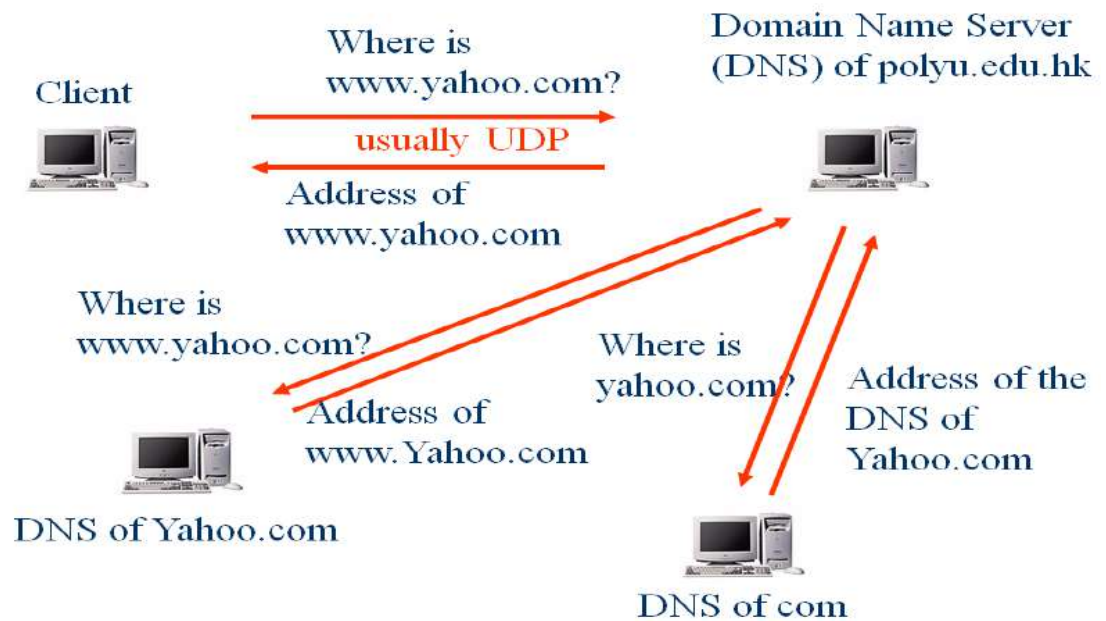 Domain Name Server
(DNS) of polyu.edu.hk
Where is
www.yahoo.com?
Client
usually UDP
Address of
www.yahoo.com
Where is
www.yahoo.com?
Address of
www.Yahoo.com
Where is
yahoo.com?
Address of the
DNS of
Yahoo.com
DNS of Yahoo.com
DNS of com